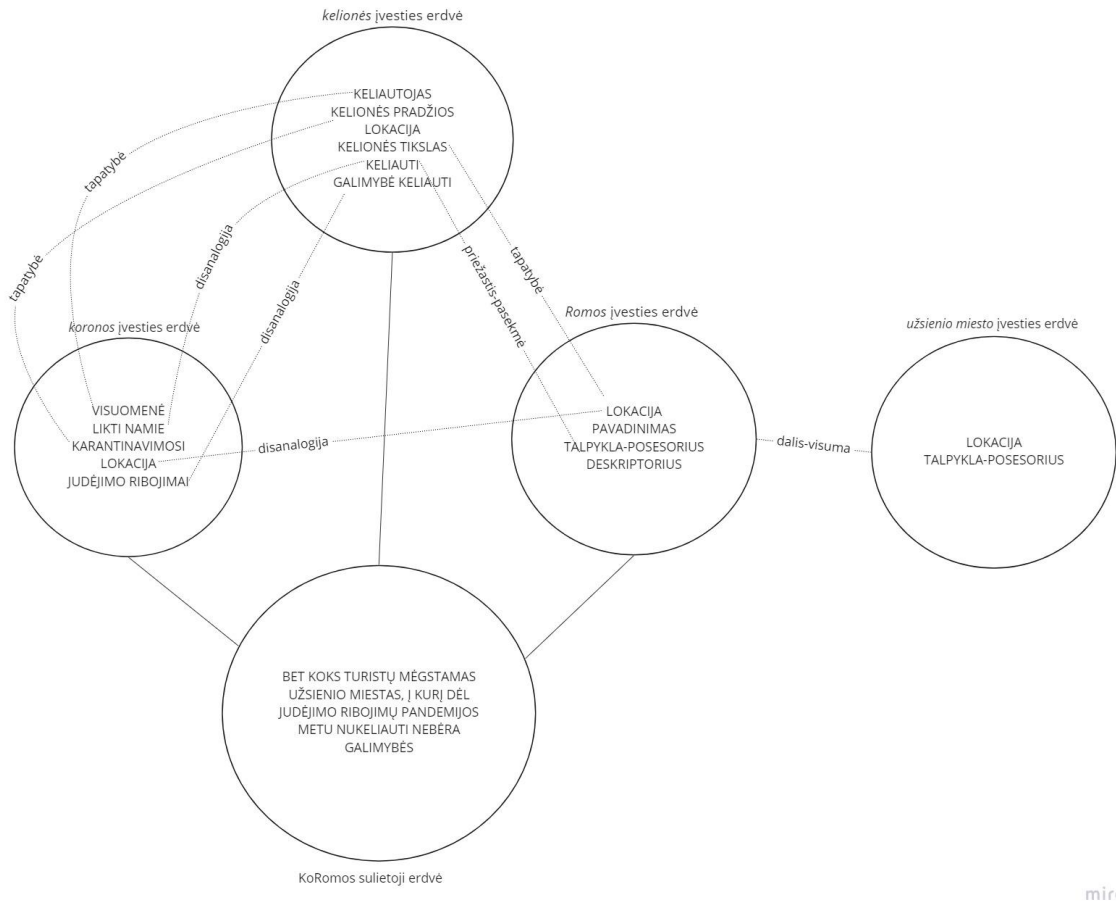 kelionės įvesties erdvė
KELIAUTOJAS
KELIONĖS PRADŽIOS
LOKACIJA
KELIONĖS TIKSLAS
KELIAUTI
GALIMYBĖ KELIAUTI
tapatybė
tapatybė
disanalogija
disanalogija
priežastis-pasekmė
tapatybė
koronos įvesties erdvė
VISUOMENĖ
LIKTI NAMIE
KARANTINAVIMOSI
LOKACIJA
JUDĖJIMO RIBOJIMAI
disanalogija
Romos įvesties erdvė
LOKACIJA
PAVADINIMAS
TALPYKLA-POSESORIUS
DESKRIPTORIUS
dalis-visuma
užsienio miesto įvesties erdvė
LOKACIJA
TALPYKLA-POSESORIUS
BET KOKS TURISTŲ MĖGSTAMAS
UŽSIENIO MIESTAS, Į KURĮ DĖL
JUDĖJIMO RIBOJIMŲ PANDEMIJOS
METU NUKELIAUTI NEBĖRA
GALIMYBĖS
KoRomos sulietoji erdvė